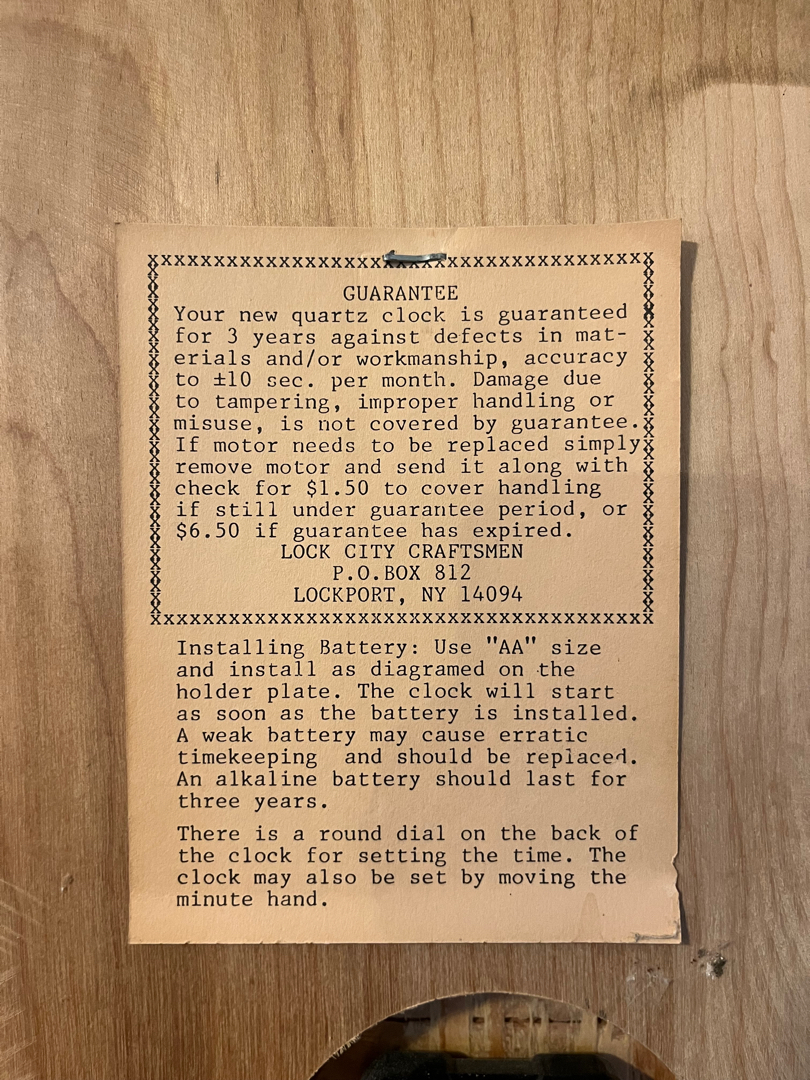 xxxxxxxxxxxxxxxxxxxxxxxxxxxxxxxxxxxxxxx
GUARANTEE
Your new quartz clock is guaranteed
for 3 years against defects in mat-
erials and/or workmanship, accuracy
to ±10 sec. per month. Damage due
to tampering, improper handling or
misuse, is not covered by guarantee.
If motor needs to be replaced simply
remove motor and send it along with
check for $1.50 to cover handling
if still under guarantee period, or
$6.50 if guarantee has expired.
LOCK CITY CRAFTSMEN
P.O.BOX 812
LOCKPORT, NY 14094
xxxxxxxxxxxxxxxxxxxxxxxxxxxxxxxxxxxxxxx
Installing Battery: Use "AA" size
and install as diagramed on the
holder plate. The clock will start
as soon as the battery is installed.
A weak battery may cause erratic
timekeeping  and should be replaced.
An alkaline battery should last for
three years.
There is a round dial on the back of
the clock for setting the time. The
clock may also be set by moving the
minute hand.